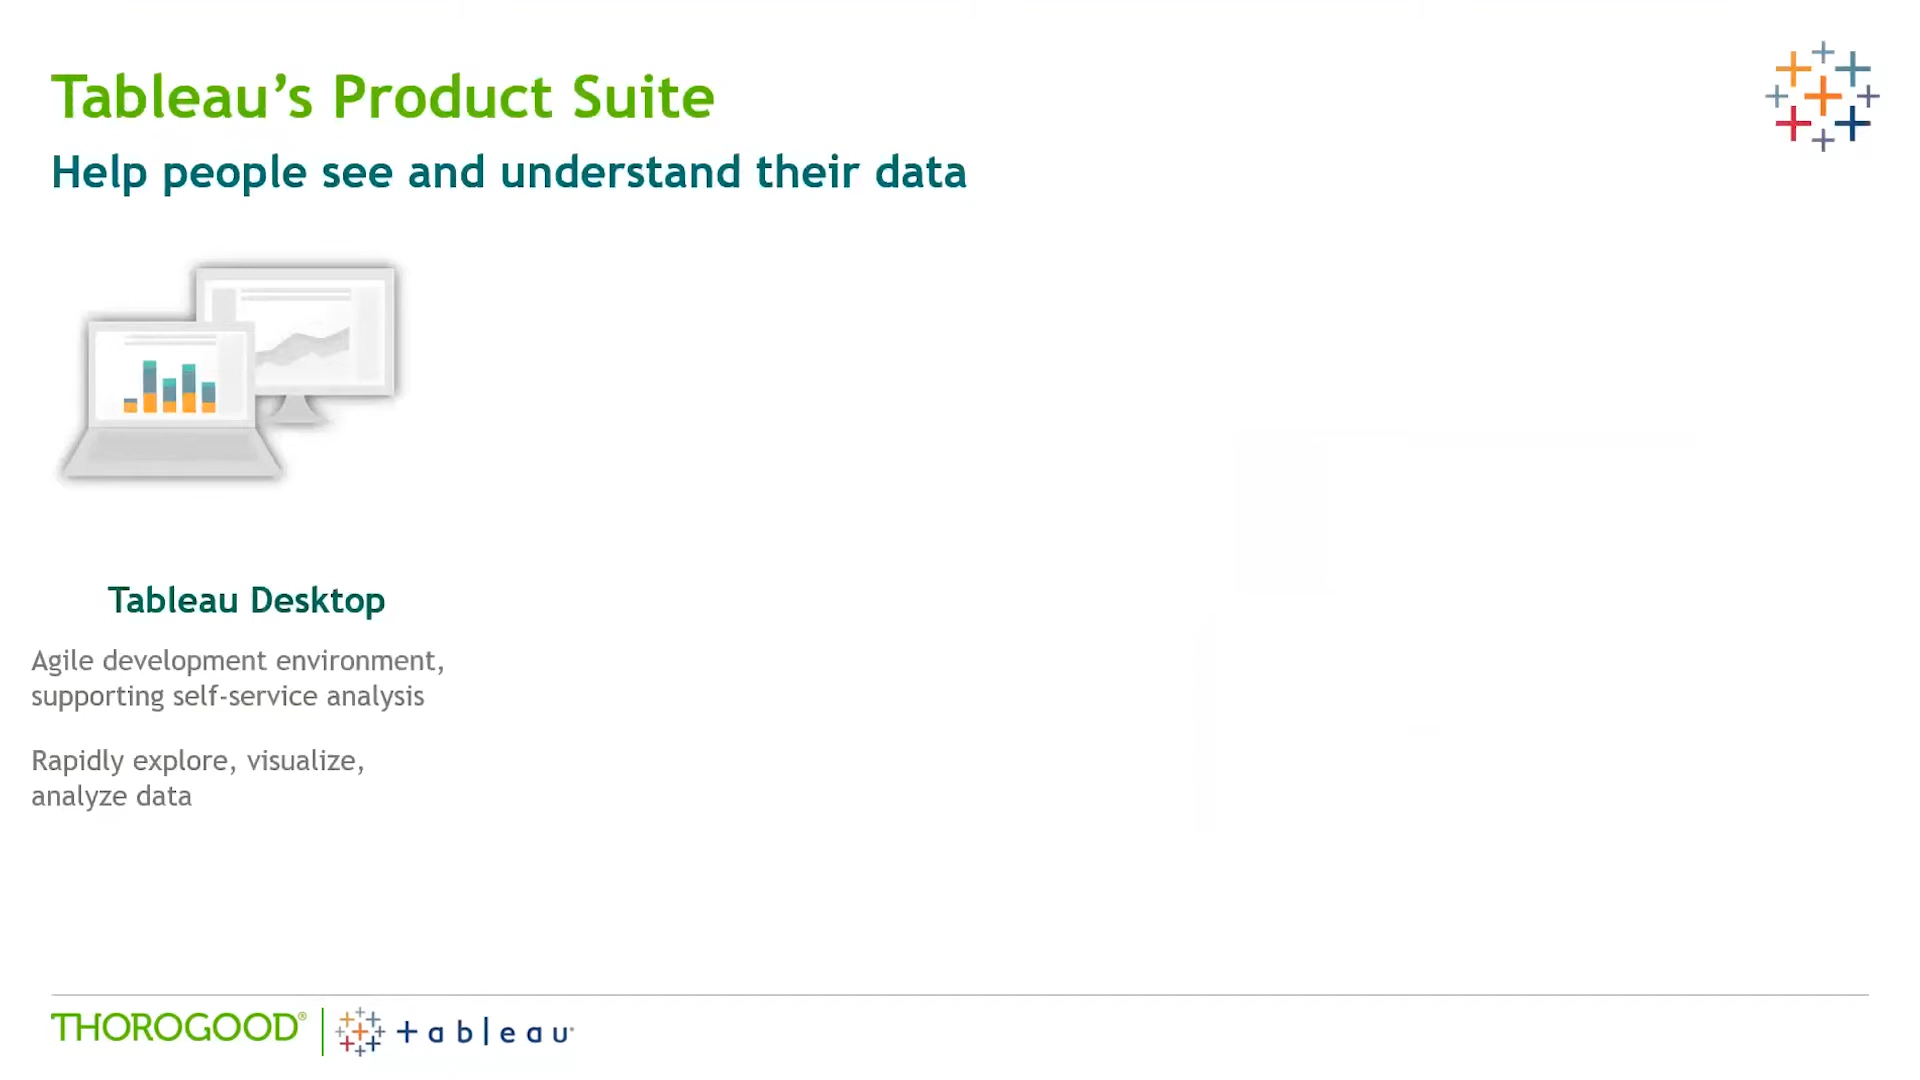 Tableau’s Product Suite
Help people see and understand their data
Tableau Desktop
Agile development environment,
supporting self-service analysis
Rapidly explore, visualize,
analyze data
THOROGOOD®
+ableau